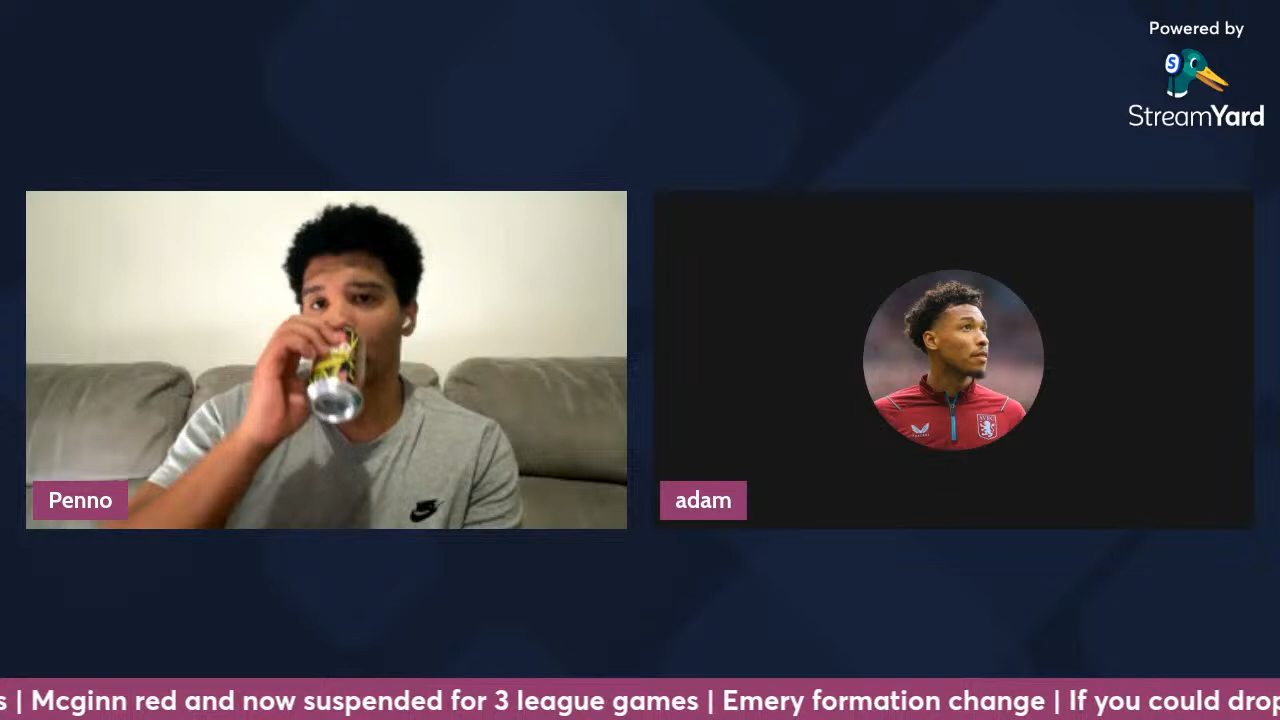 Powered by
StreamYard
Penno
adam
s | Mcginn red and now suspended for 3 league games | Emery formation change | If you could drop